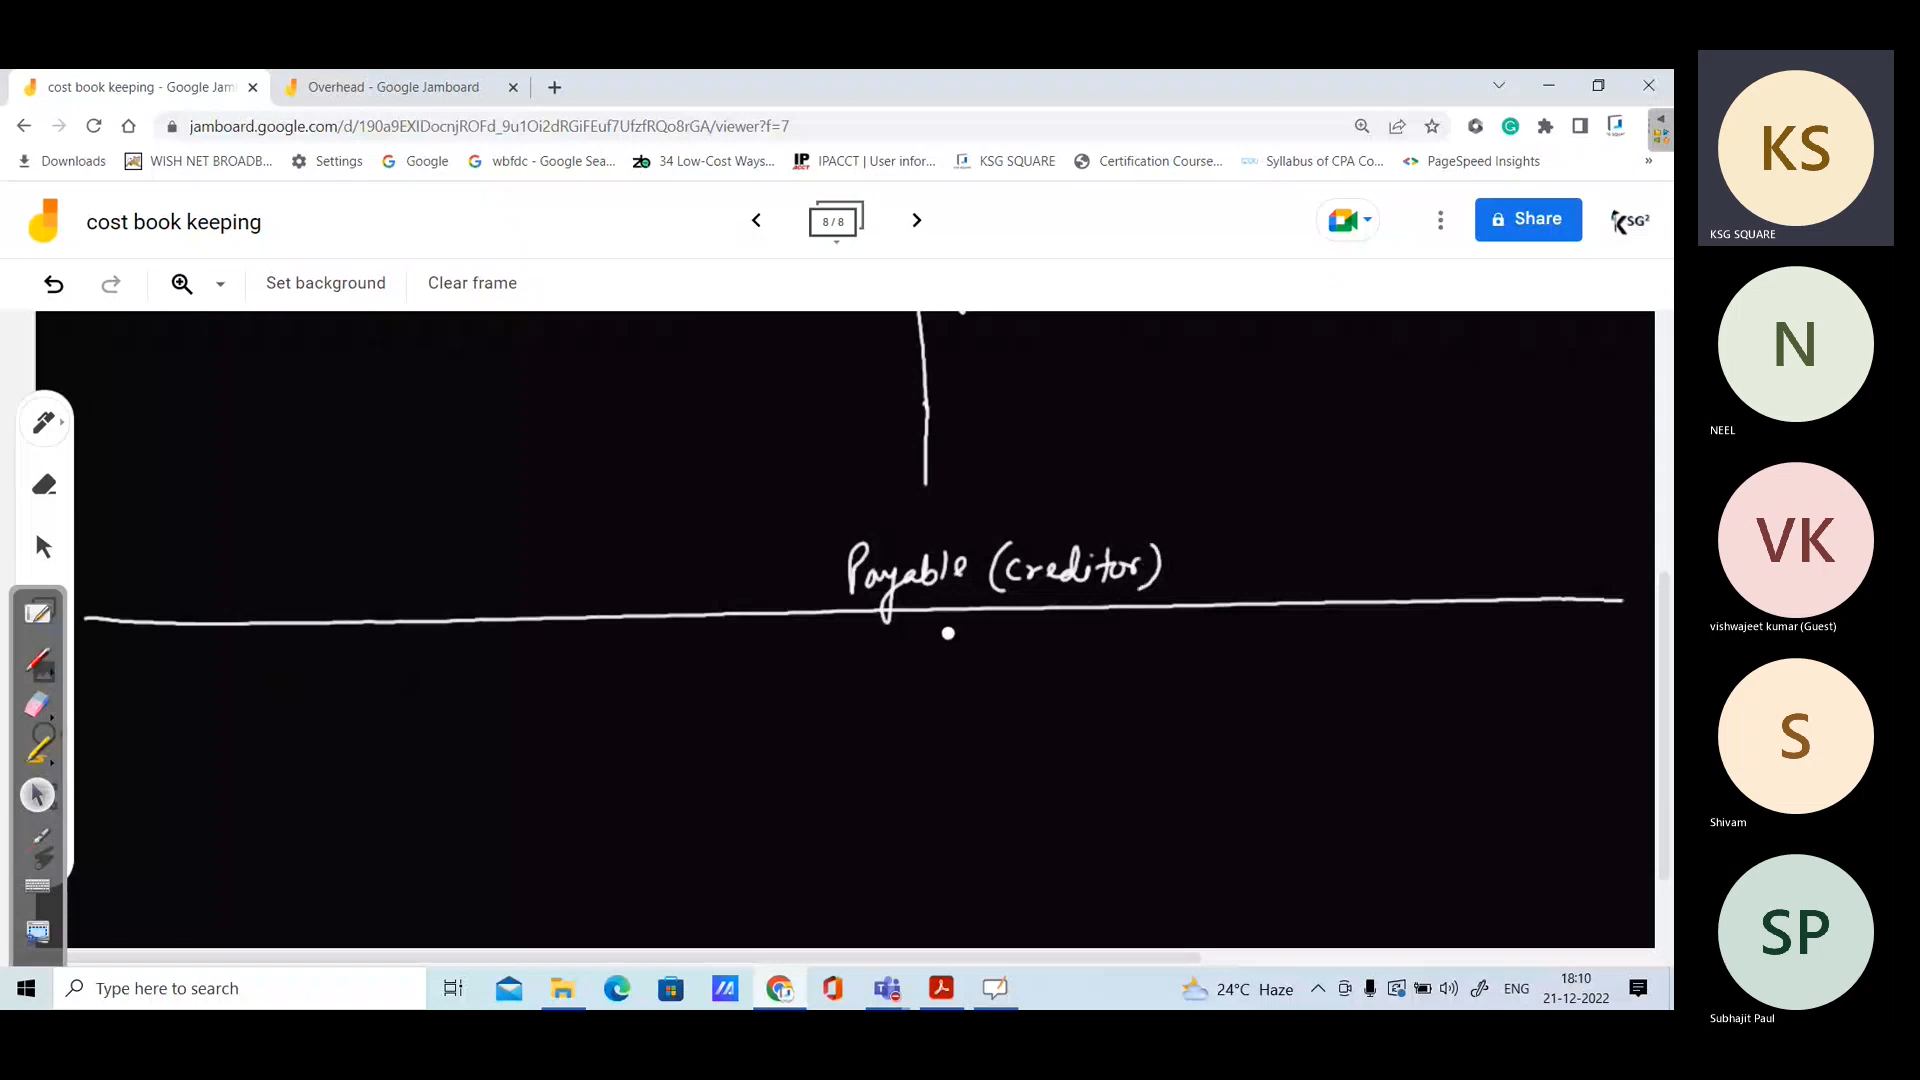 cost book keeping - Google Jam
Overhead - Google Jamboard
jamboard.google.com/d/190a9EXIDocnjROFd_9u1Oi2dRGiFEuf7UfzfRQo8rGA/viewer?f=7
Downloads WISH NET BROADB... Settings Google wbfdc - Google Sea... 34 Low-Cost Ways... IPACCT | User infor... KSG SQUARE Certification Course... Syllabus of CPA Co... PageSpeed Insights »
cost book keeping
8 / 8
Share
KSG²
Set background
Clear frame
Payable (Creditor)
Type here to search
24°C Haze
ENG
18:10
21-12-2022
KS
KSG SQUARE
N
NEEL
VK
vishwajeet kumar (Guest)
S
Shivam
SP
Subhajit Paul